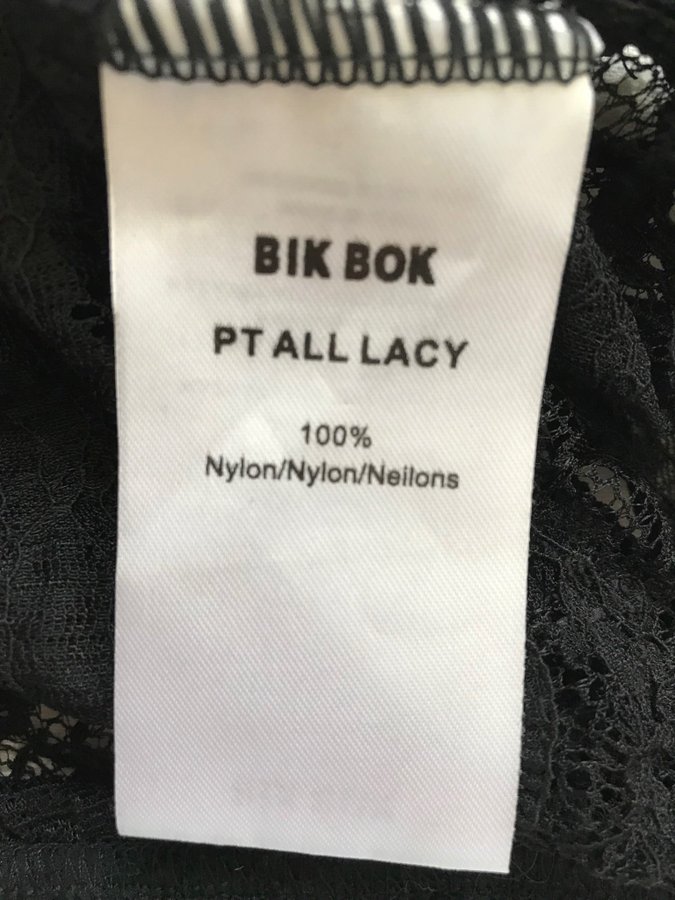 BIK BOK
PT ALL LACY
100%
Nylon/Nylon/Neilons